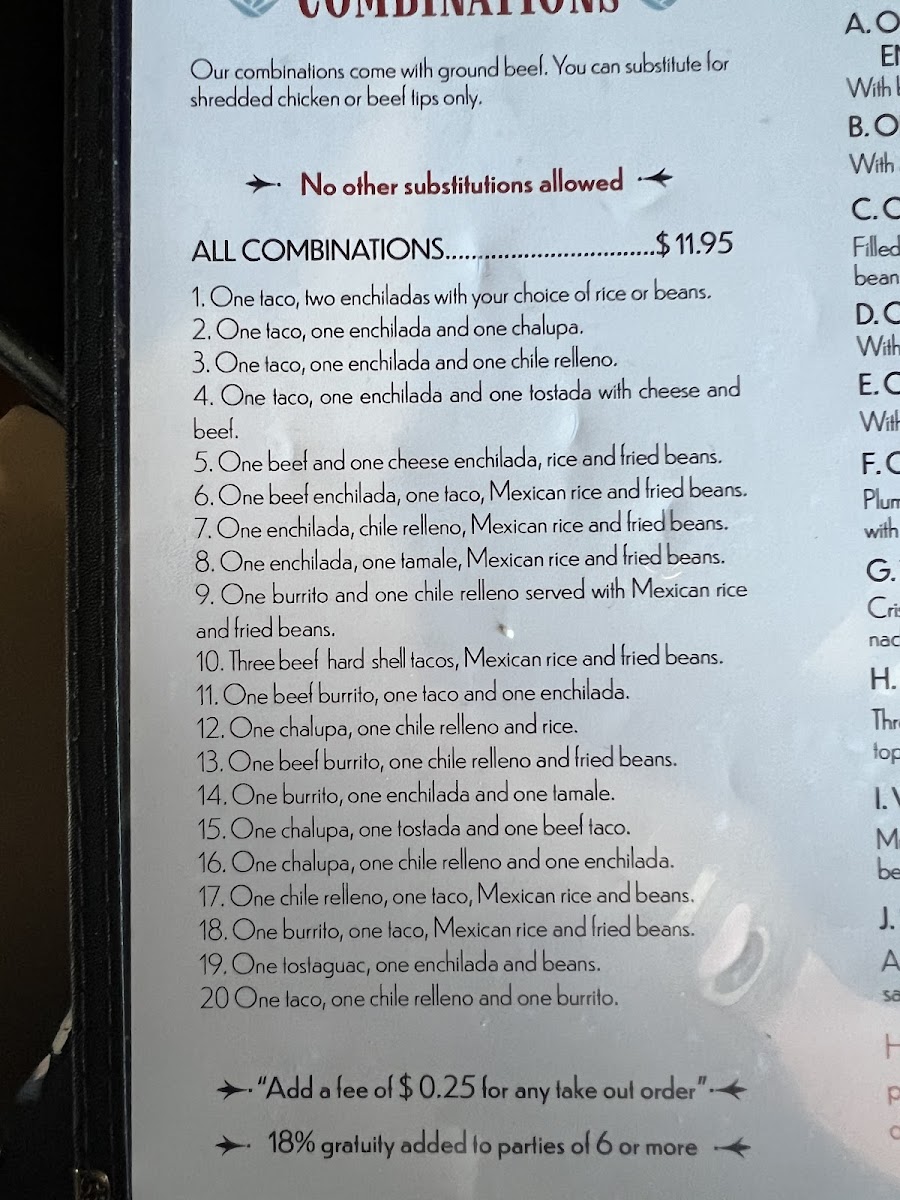 COMBINATIONS
Our combinations come with ground beef. You can substitute for
shredded chicken or beef tips only.
No other substitutions allowed
ALL COMBINATIONS.................................$ 11.95
1. One taco, two enchiladas with your choice of rice or beans.
2. One taco, one enchilada and one chalupa.
3. One taco, one enchilada and one chile relleno.
4. One taco, one enchilada and one tostada with cheese and
beef.
5. One beef and one cheese enchilada, rice and fried beans.
6. One beef enchilada, one taco, Mexican rice and fried beans.
7. One enchilada, chile relleno, Mexican rice and fried beans.
8. One enchilada, one tamale, Mexican rice and fried beans.
9. One burrito and one chile relleno served with Mexican rice
and fried beans.
10. Three beef hard shell tacos, Mexican rice and fried beans.
11. One beef burrito, one taco and one enchilada.
12. One chalupa, one chile relleno and rice.
13. One beef burrito, one chile relleno and fried beans.
14. One burrito, one enchilada and one tamale.
15. One chalupa, one tostada and one beef taco.
16. One chalupa, one chile relleno and one enchilada.
17. One chile relleno, one taco, Mexican rice and beans.
18. One burrito, one taco, Mexican rice and fried beans.
19. One tostaguac, one enchilada and beans.
20 One taco, one chile relleno and one burrito.
"Add a fee of $ 0.25 for any take out order"
18% gratuity added to parties of 6 or more
A.
With
B.
With
C.
Filled
bean
D.
With
E.
With
F.
with
G.
H.
I.
J.